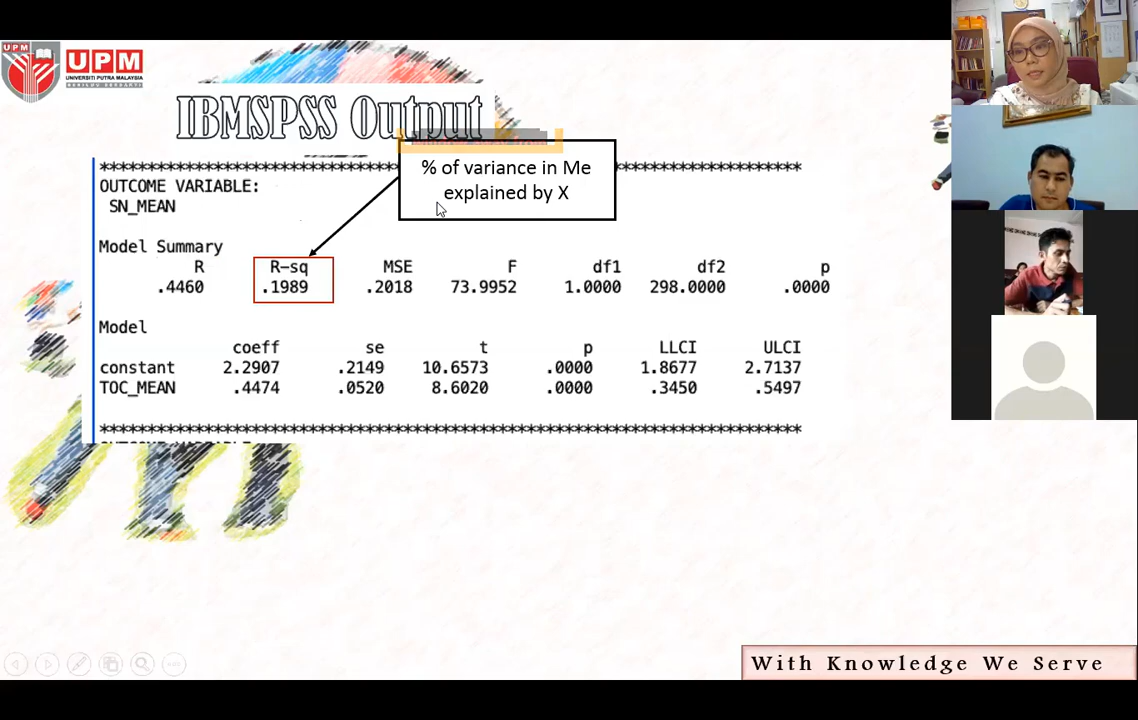 UPM
UPM
UNIVERSITI PUTRA MALAYSIA
IBMSPSS Output
% of variance in Me
explained by X
********************************************************************************
OUTCOME VARIABLE:
SN_MEAN
Model Summary
R R-sq MSE F df1 df2 p
.4460 .1989 .2018 73.9952 1.0000 298.0000 .0000
Model
coeff se t p LLCI ULCI
constant 2.2907 .2149 10.6573 .0000 1.8677 2.7137
TOC_MEAN .4474 .0520 8.6020 .0000 .3450 .5497
********************************************************************************
With Knowledge We Serve